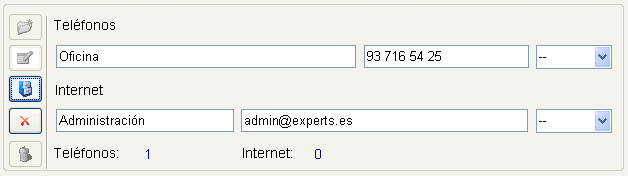 Teléfonos
Oficina 93 716 54 25 --
Internet
Administración admin@experts.es --
Teléfonos: 1 Internet: 0